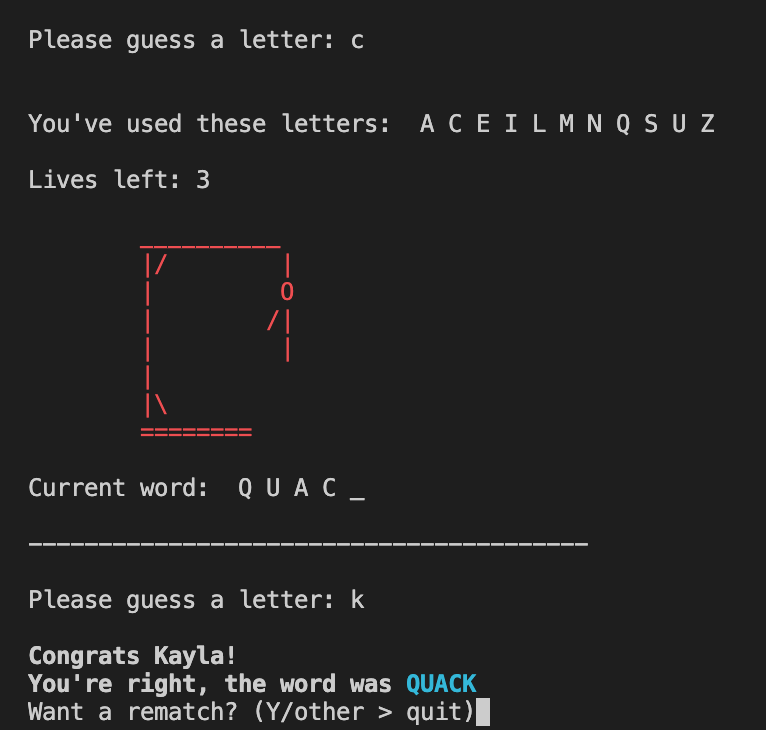 Please guess a letter: c
You've used these letters:  A C E I L M N Q S U Z
Lives left: 3
__________
|/        |
|         O
|        /|
|         |
|
|\
========
Current word:  Q U A C _
________________________________________
Please guess a letter: k
Congrats Kayla!
You're right, the word was QUACK
Want a rematch? (Y/other > quit)